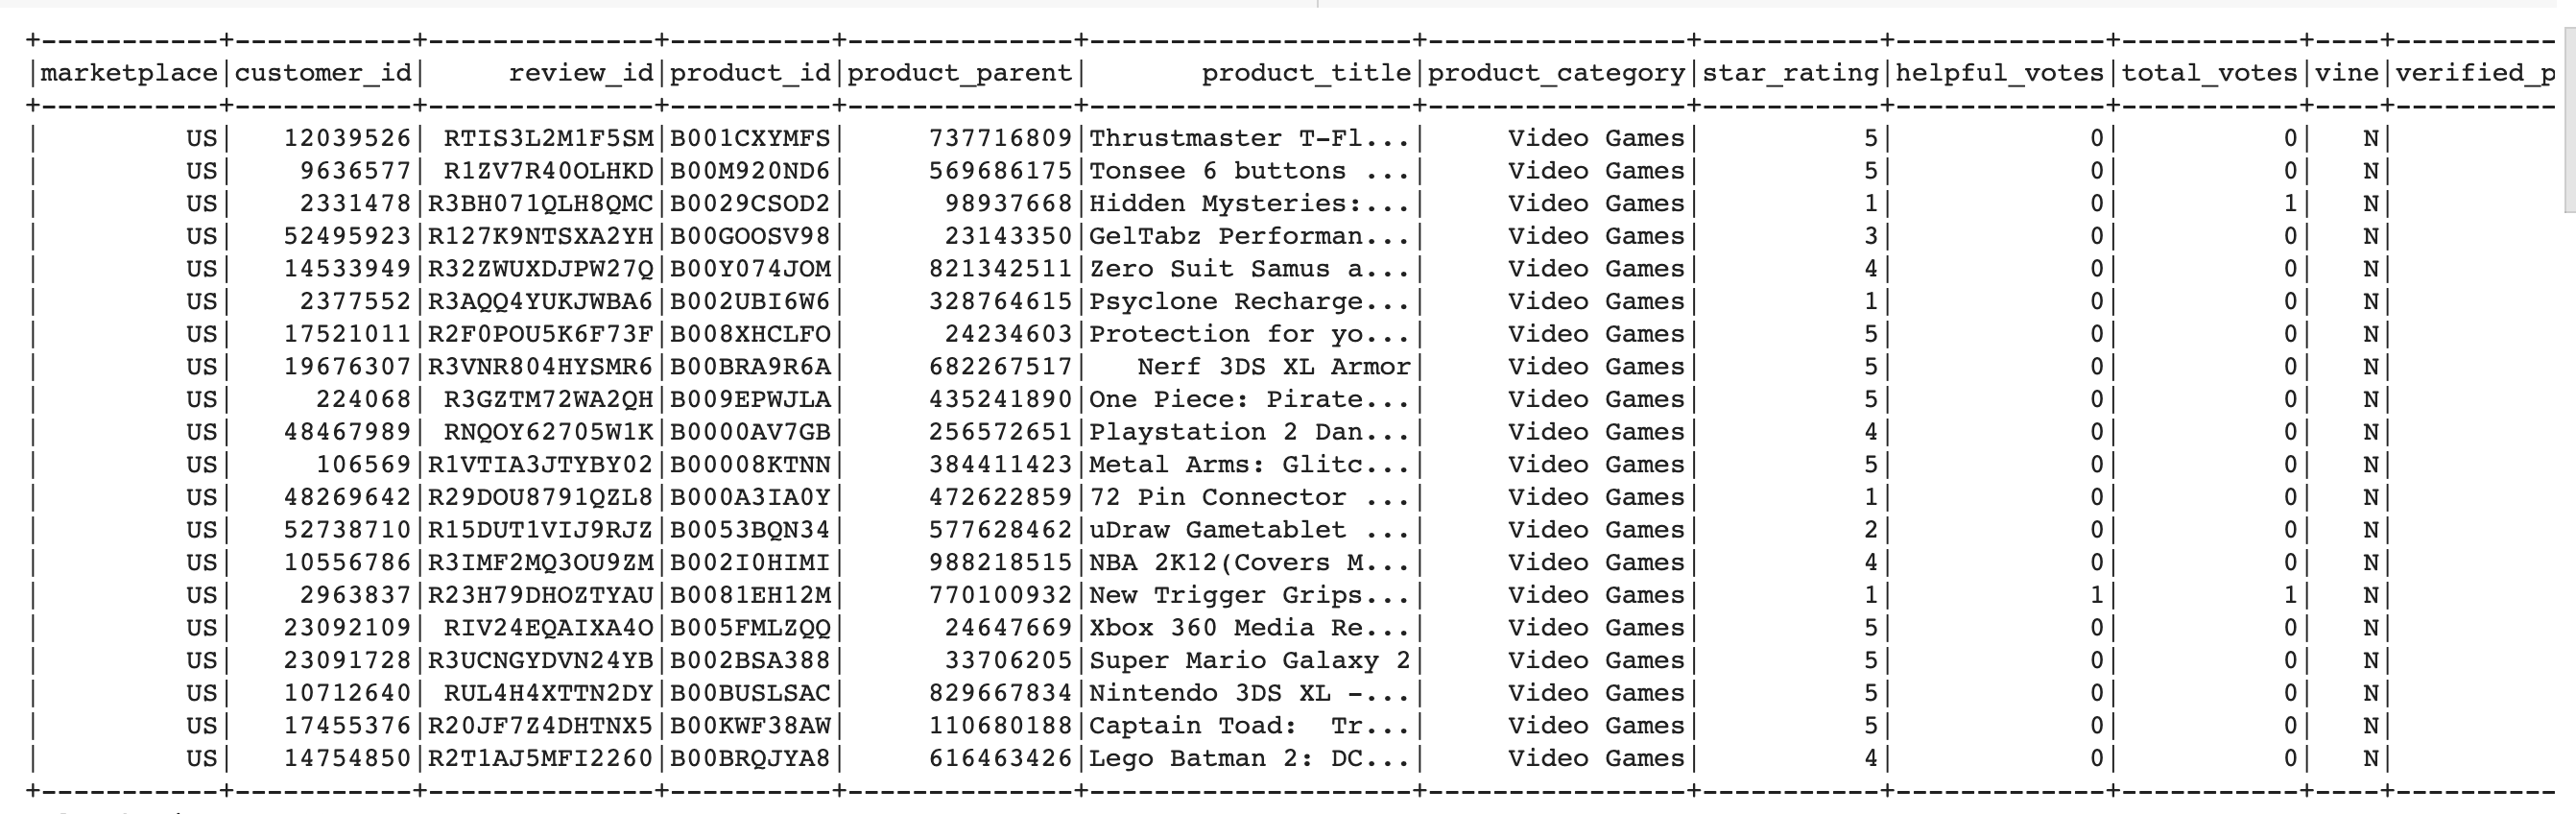 +-----------+-----------+--------------+----------+--------------+--------------------+----------------+-----------+-------------+-----------+----+----------
|marketplace|customer_id|     review_id|product_id|product_parent|       product_title|product_category|star_rating|helpful_votes|total_votes|vine|verified_p
+-----------+-----------+--------------+----------+--------------+--------------------+----------------+-----------+-------------+-----------+----+----------
|         US|   12039526| RTIS3L2M1F5SM|B001CXYMFS|     737716809|Thrustmaster T-Fl...|     Video Games|          5|            0|          0|   N|
|         US|    9636577| R1ZV7R40OLHKD|B00M920ND6|     569686175|Tonsee 6 buttons ...|     Video Games|          5|            0|          0|   N|
|         US|    2331478|R3BH071QLH8QMC|B0029CSOD2|      98937668|Hidden Mysteries:...|     Video Games|          1|            0|          1|   N|
|         US|   52495923|R127K9NTSXA2YH|B00GOOSV98|      23143350|GelTabz Performan...|     Video Games|          3|            0|          0|   N|
|         US|   14533949|R32ZWUXDJPW27Q|B00Y074JOM|     821342511|Zero Suit Samus a...|     Video Games|          4|            0|          0|   N|
|         US|    2377552|R3AQQ4YUKJWBA6|B002UBI6W6|     328764615|Psyclone Recharge...|     Video Games|          1|            0|          0|   N|
|         US|   17521011|R2F0POU5K6F73F|B008XHCLFO|      24234603|Protection for yo...|     Video Games|          5|            0|          0|   N|
|         US|   19676307|R3VNR804HYSMR6|B00BRA9R6A|     682267517|   Nerf 3DS XL Armor|     Video Games|          5|            0|          0|   N|
|         US|     224068| R3GZTM72WA2QH|B009EPWJLA|     435241890|One Piece: Pirate...|     Video Games|          5|            0|          0|   N|
|         US|   48467989| RNQOY62705W1K|B0000AV7GB|     256572651|Playstation 2 Dan...|     Video Games|          4|            0|          0|   N|
|         US|     106569|R1VTIA3JTYBY02|B00008KTNN|     384411423|Metal Arms: Glitc...|     Video Games|          5|            0|          0|   N|
|         US|   48269642|R29DOU8791QZL8|B000A3IA0Y|     472622859|72 Pin Connector ...|     Video Games|          1|            0|          0|   N|
|         US|   52738710|R15DUT1VIJ9RJZ|B0053BQN34|     577628462|uDraw Gametablet ...|     Video Games|          2|            0|          0|   N|
|         US|   10556786|R3IMF2MQ3OU9ZM|B002I0HIMI|     988218515|NBA 2K12(Covers M...|     Video Games|          4|            0|          0|   N|
|         US|    2963837|R23H79DHOZTYAU|B0081EH12M|     770100932|New Trigger Grips...|     Video Games|          1|            1|          1|   N|
|         US|   23092109| RIV24EQAIXA4O|B005FMLZQQ|      24647669|Xbox 360 Media Re...|     Video Games|          5|            0|          0|   N|
|         US|   23091728|R3UCNGYDVN24YB|B002BSA388|      33706205|Super Mario Galaxy 2|     Video Games|          5|            0|          0|   N|
|         US|   10712640| RUL4H4XTTN2DY|B00BUSLSAC|     829667834|Nintendo 3DS XL -...|     Video Games|          5|            0|          0|   N|
|         US|   17455376|R20JF7Z4DHTNX5|B00KWF38AW|     110680188|Captain Toad:  Tr...|     Video Games|          5|            0|          0|   N|
|         US|   14754850|R2T1AJ5MFI2260|B00BRQJYA8|     616463426|Lego Batman 2: DC...|     Video Games|          4|            0|          0|   N|
+-----------+-----------+--------------+----------+--------------+--------------------+----------------+-----------+-------------+-----------+----+----------